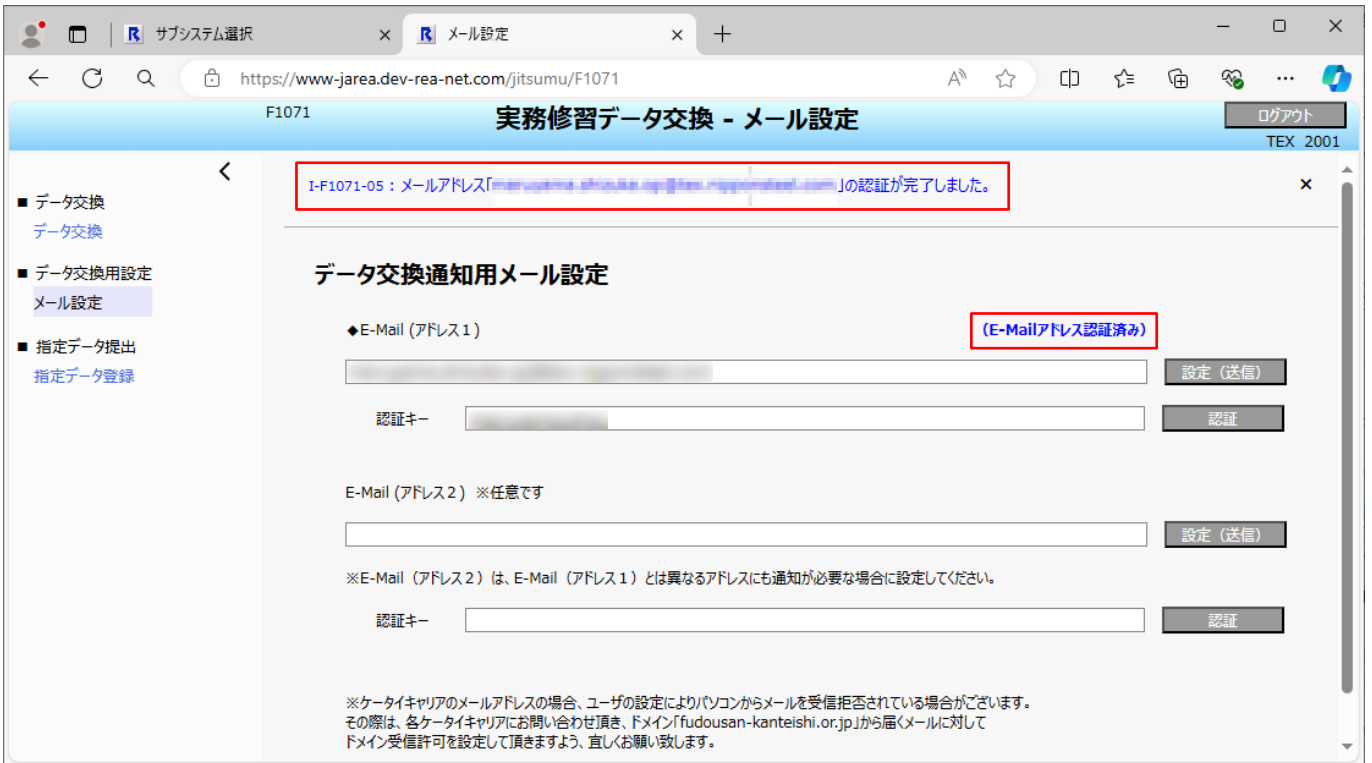 サブシステム選択
メール設定
https://www-jarea.dev-rea-net.com/jitsumu/F1071
F1071
実務修習データ交換 - メール設定
ログアウト
TEX 2001
■ データ交換
データ交換
■ データ交換用設定
メール設定
■ 指定データ提出
指定データ登録
I-F1071-05：メールアドレス「 」の認証が完了しました。
データ交換通知用メール設定
◆E-Mail (アドレス１)
（E-Mailアドレス認証済み）
設定（送信）
認証キー
認証
E-Mail (アドレス２) ※任意です
設定（送信）
※E-Mail（アドレス２）は、E-Mail（アドレス１）とは異なるアドレスにも通知が必要な場合に設定してください。
認証キー
認証
※ケータイキャリアのメールアドレスの場合、ユーザの設定によりパソコンからメールを受信拒否されている場合がございます。
その際は、各ケータイキャリアにお問い合わせ頂き、ドメイン「fudousan-kanteishi.or.jp」から届くメールに対して
ドメイン受信許可を設定して頂きますよう、宜しくお願い致します。